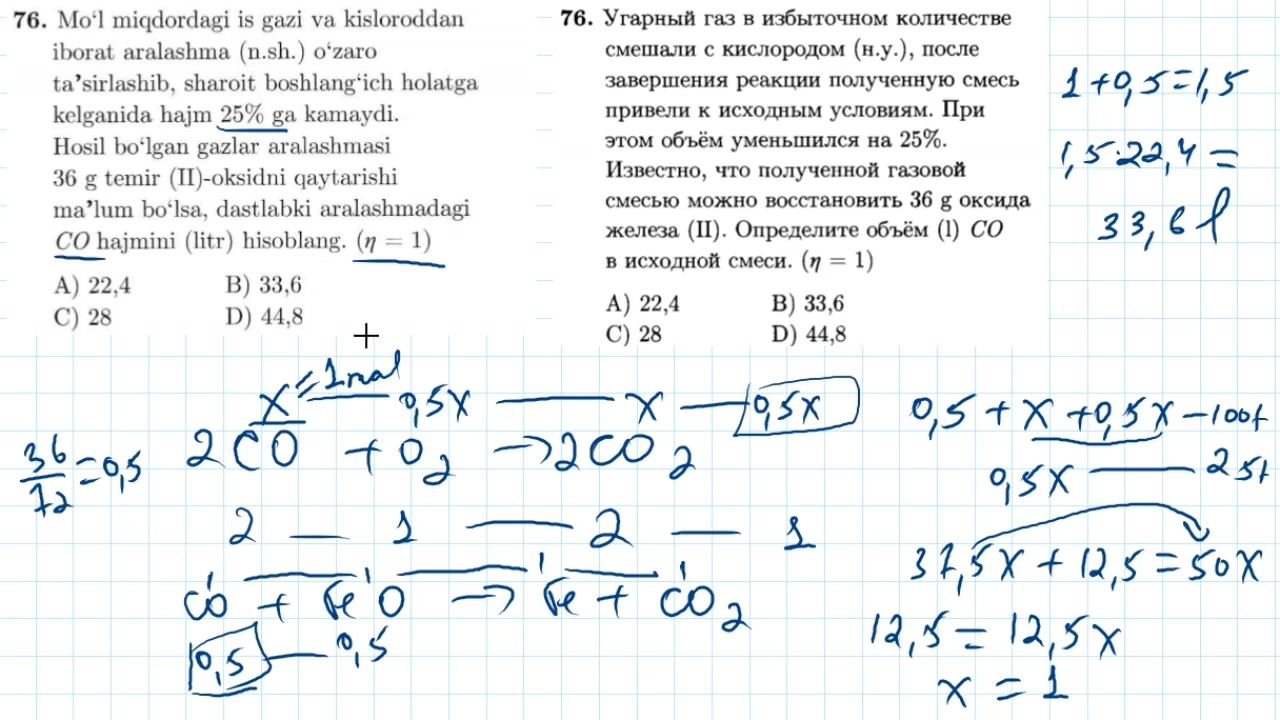 76. Mo‘l miqdordagi is gazi va kisloroddan
iborat aralashma (n.sh.) o‘zaro
ta’sirlashib, sharoit boshlang‘ich holatga
kelganida hajm 25% ga kamaydi.
Hosil bo‘lgan gazlar aralashmasi
36 g temir (II)-oksidni qaytarishi
ma’lum bo‘lsa, dastlabki aralashmadagi
CO hajmini (litr) hisoblang. (η = 1)
A) 22,4 B) 33,6
C) 28 D) 44,8
76. Угарный газ в избыточном количестве
смешали с кислородом (н.у.), после
завершения реакции полученную смесь
привели к исходным условиям. При
этом объём уменьшился на 25%.
Известно, что полученной газовой
смесью можно восстановить 36 g оксида
железа (II). Определите объём (l) CO
в исходной смеси. (η = 1)
A) 22,4 B) 33,6
C) 28 D) 44,8
1+0,5=1,5
1,5·22,4=
33,6 l
x=1mol 0,5x — x — 0,5x
2CO + O2 → 2CO2
36/72=0,5
2 — 1 — 2 — 1
1 — 1 — 1 — 1
CO + FeO → Fe + CO2
0,5 — 0,5
0,5+x+0,5x—100%
0,5x — 25%
37,5x+12,5=50x
12,5=12,5x
x=1